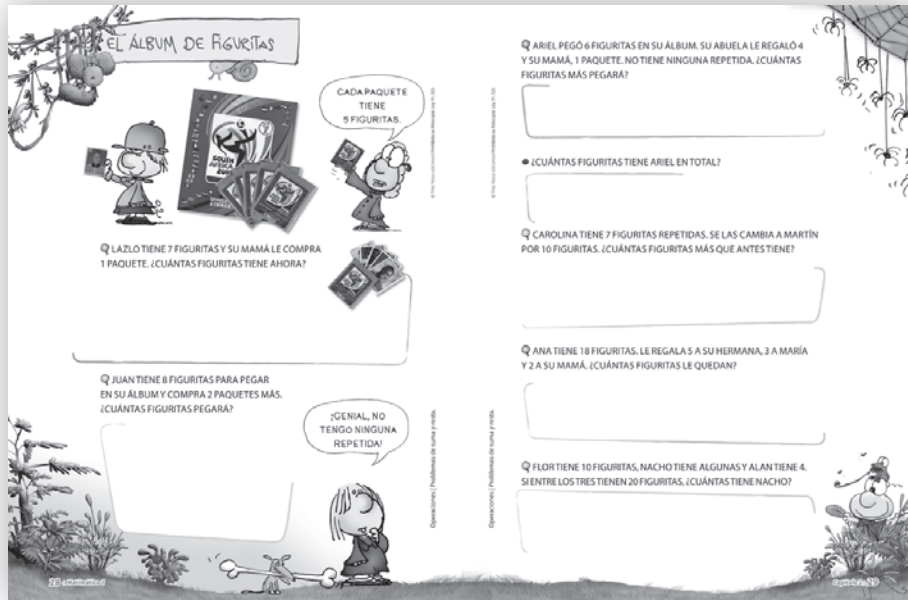 EL ÁLBUM DE FIGURITAS
CADA PAQUETE
TIENE
5 FIGURITAS.
SOUTH
AFRICA
2010
LAZLO TIENE 7 FIGURITAS Y SU MAMÁ LE COMPRA
1 PAQUETE. ¿CUÁNTAS FIGURITAS TIENE AHORA?
JUAN TIENE 8 FIGURITAS PARA PEGAR
EN SU ÁLBUM Y COMPRA 2 PAQUETES MÁS.
¿CUÁNTAS FIGURITAS PEGARÁ?
¡GENIAL, NO
TENGO NINGUNA
REPETIDA!
Operaciones | Problemas de suma y resta.
28
ARIEL PEGÓ 6 FIGURITAS EN SU ÁLBUM. SU ABUELA LE REGALÓ 4
Y SU MAMÁ, 1 PAQUETE. NO TIENE NINGUNA REPETIDA. ¿CUÁNTAS
FIGURITAS MÁS PEGARÁ?
¿CUÁNTAS FIGURITAS TIENE ARIEL EN TOTAL?
CAROLINA TIENE 7 FIGURITAS REPETIDAS. SE LAS CAMBIA A MARTÍN
POR 10 FIGURITAS. ¿CUÁNTAS FIGURITAS MÁS QUE ANTES TIENE?
ANA TIENE 18 FIGURITAS. LE REGALA 5 A SU HERMANA, 3 A MARÍA
Y 2 A SU MAMÁ. ¿CUÁNTAS FIGURITAS LE QUEDAN?
FLOR TIENE 10 FIGURITAS, NACHO TIENE ALGUNAS Y ALAN TIENE 4.
SI ENTRE LOS TRES TIENEN 20 FIGURITAS, ¿CUÁNTAS TIENE NACHO?
Operaciones | Problemas de suma y resta.
29